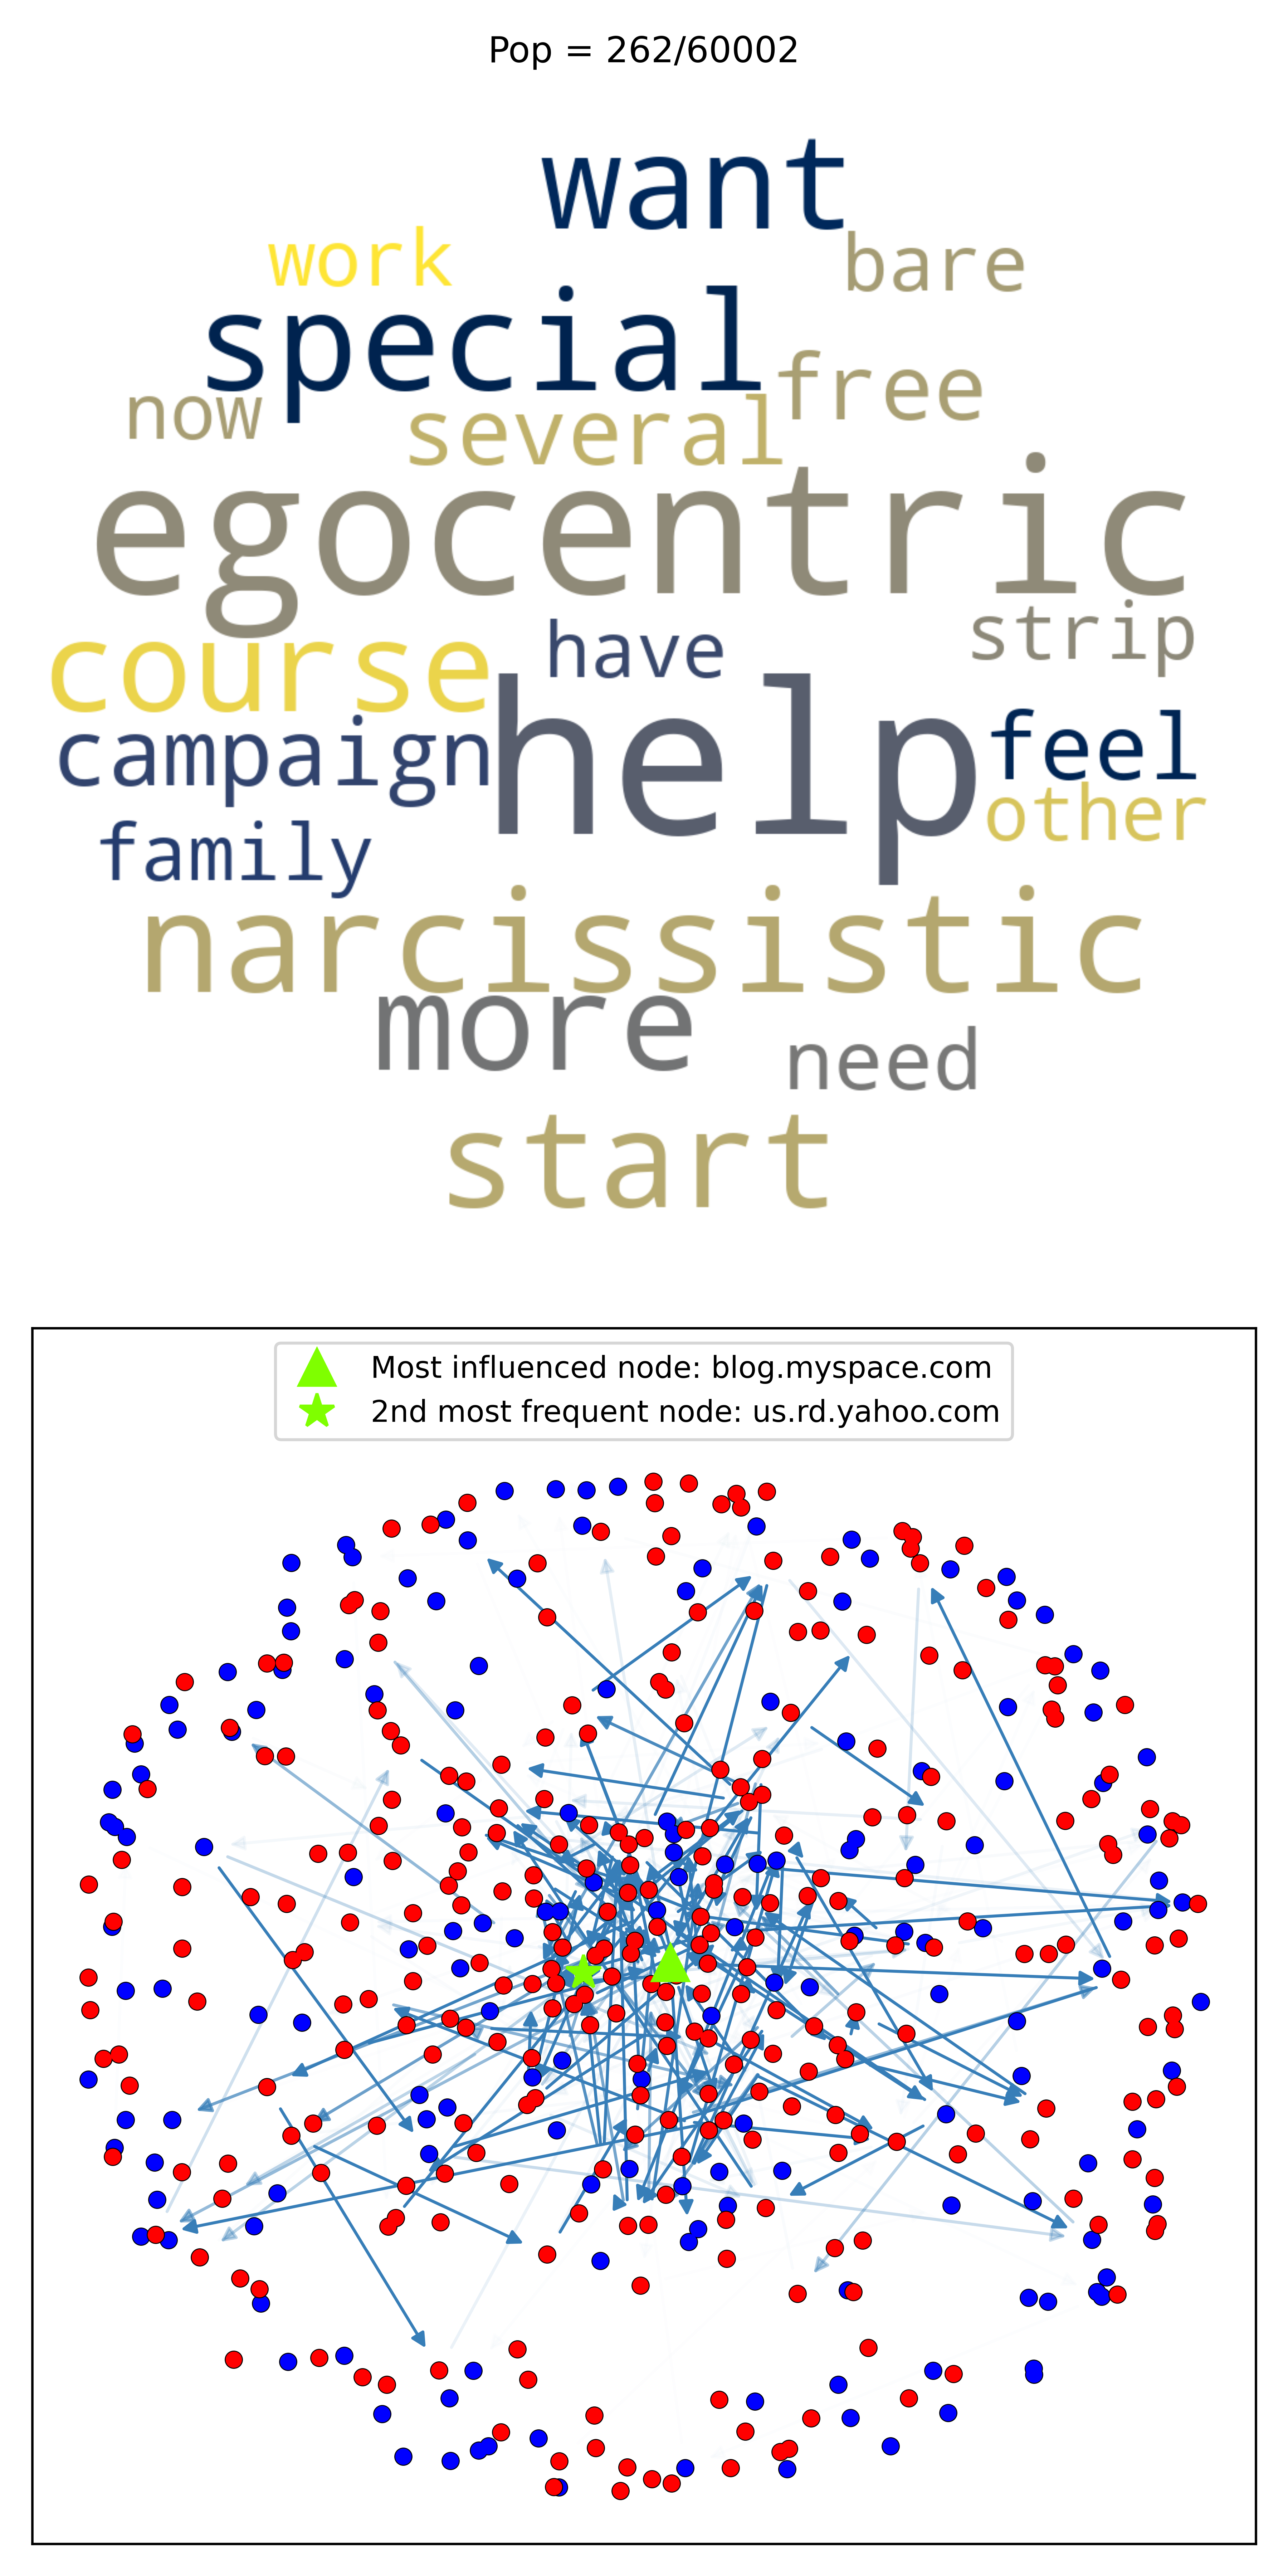 Pop = 262/60002
want
work
bare
special
free
now
several
egocentric
strip
have
course
help
feel
campaign
other
family
narcissistic
more
need
start
Most influenced node: blog.myspace.com
2nd most frequent node: us.rd.yahoo.com